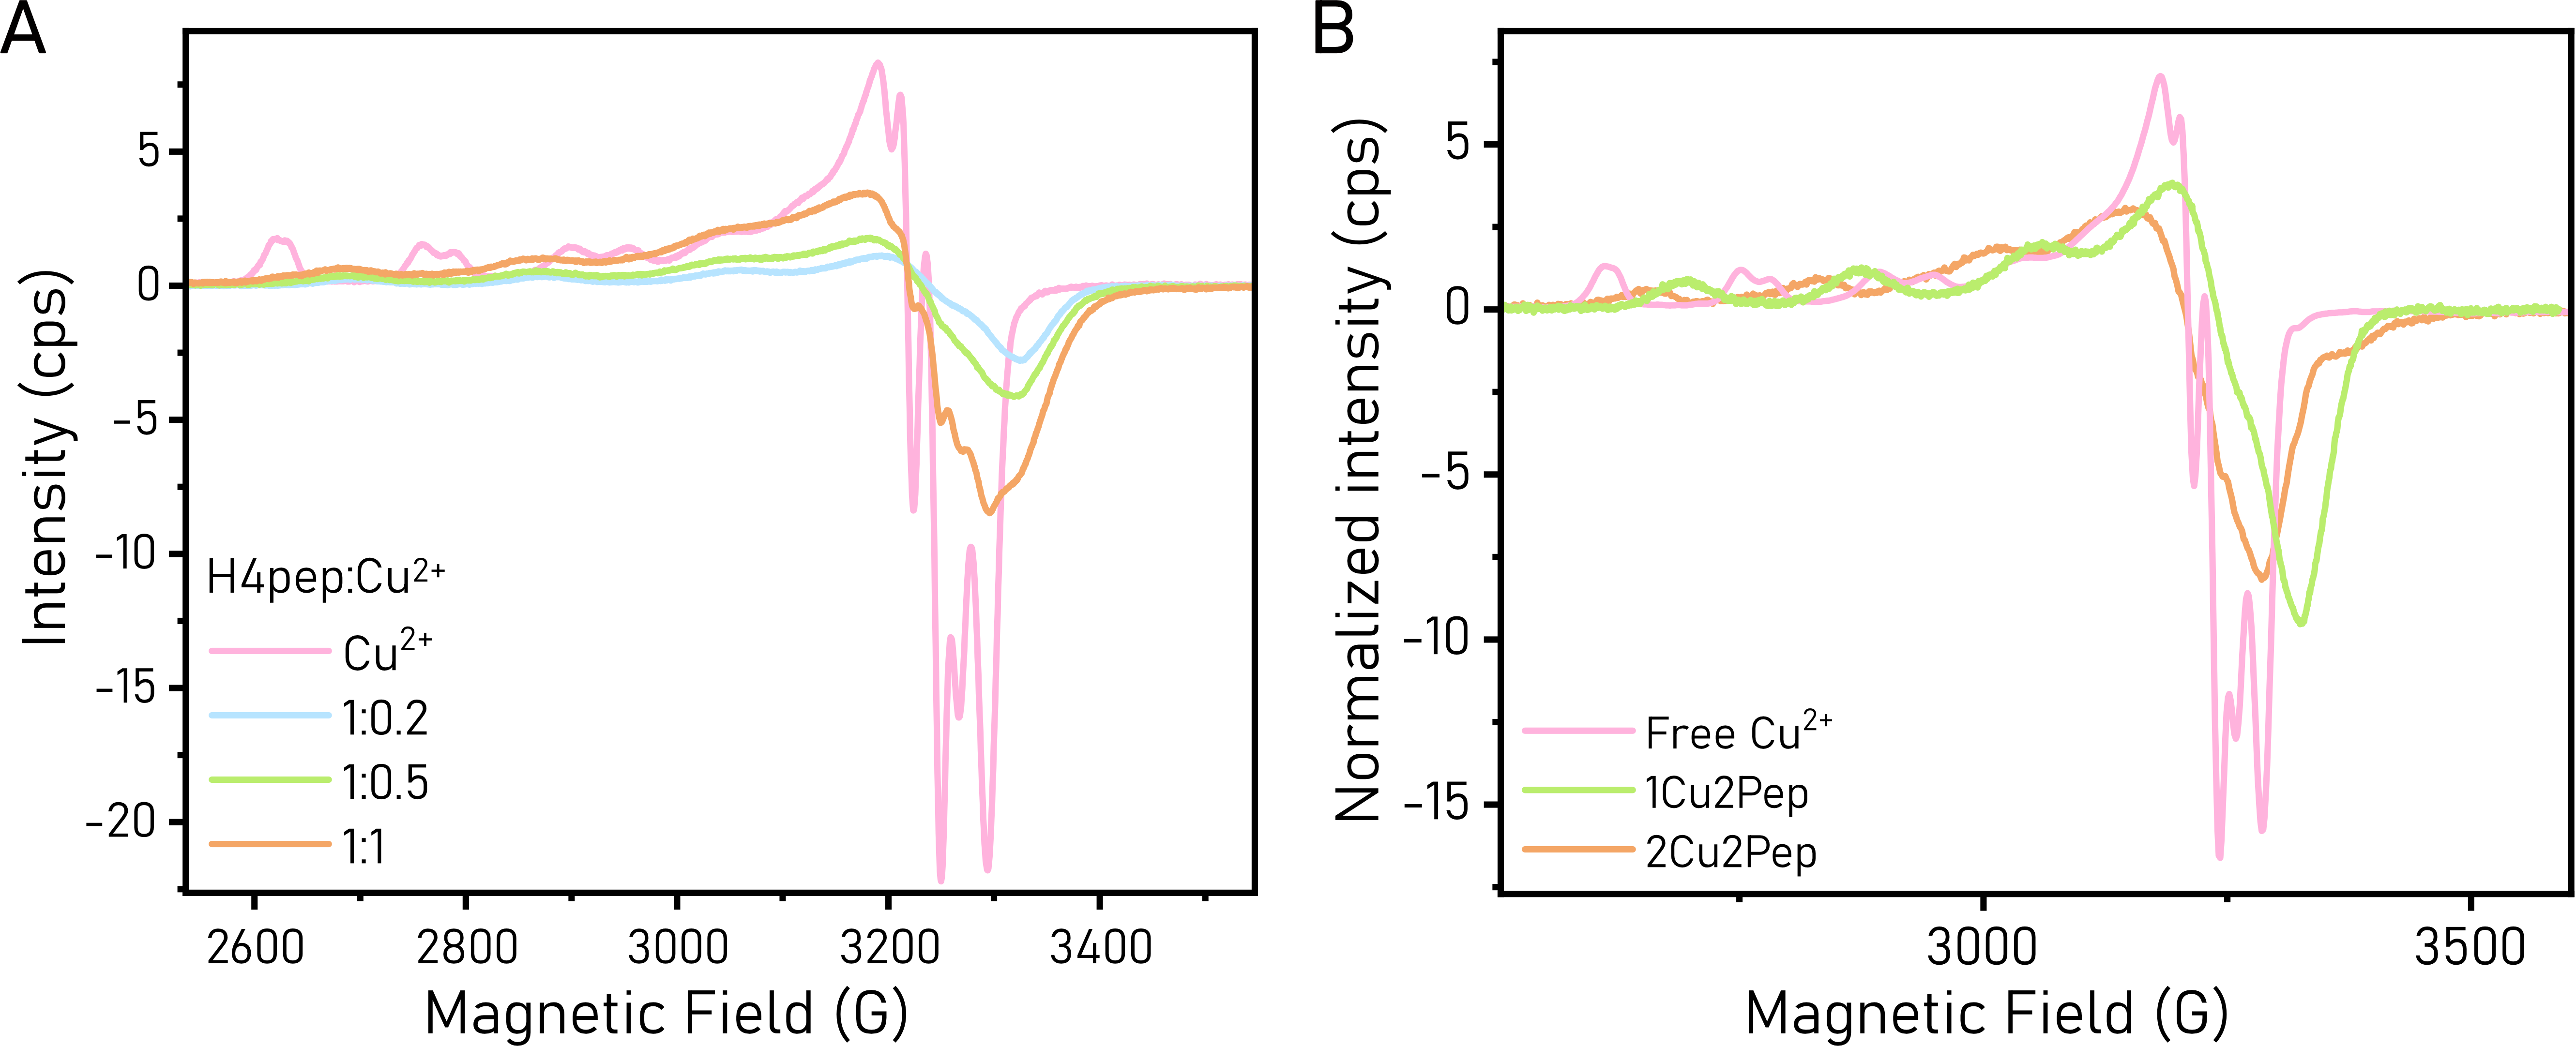 A
Intensity (cps)
5
0
-5
-10
-15
-20
H4pep:Cu²⁺
Cu²⁺
1:0.2
1:0.5
1:1
2600 2800 3000 3200 3400
Magnetic Field (G)
B
Normalized intensity (cps)
5
0
-5
-10
-15
Free Cu²⁺
1Cu2Pep
2Cu2Pep
3000 3500
Magnetic Field (G)